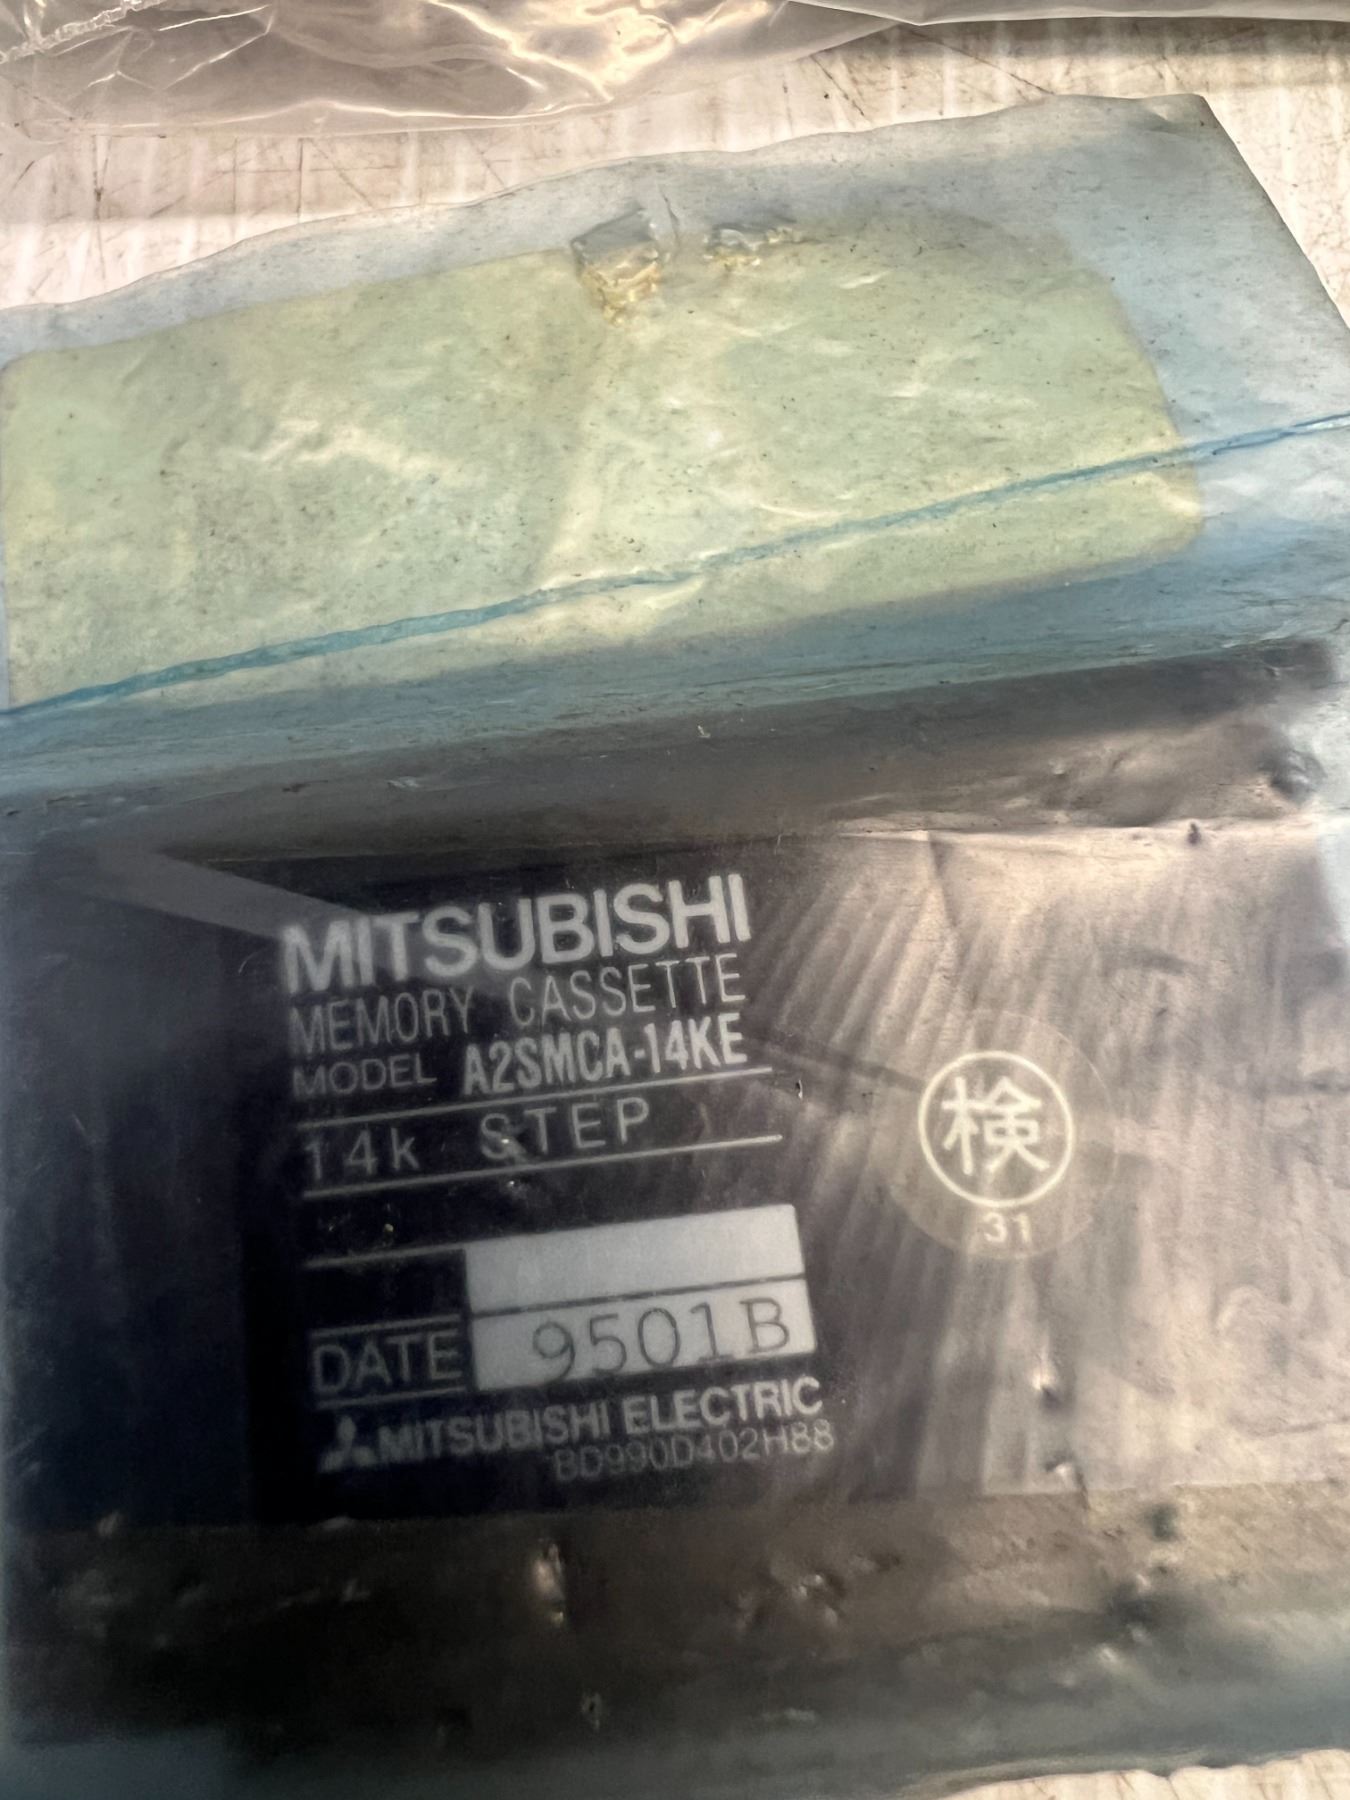 MITSUBISHI
MEMORY CASSETTE
MODEL A2SMCA-14KE
14k STEP
検
31
DATE 9501B
MITSUBISHI ELECTRIC
BD990D402H88